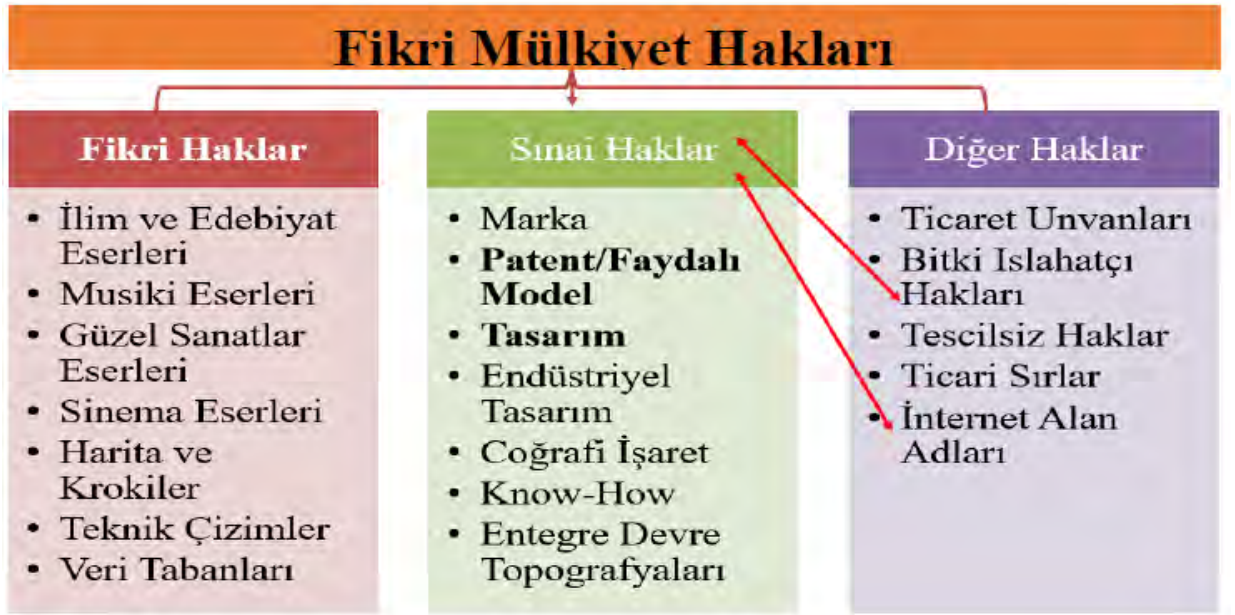 Fikri Mülkiyet Hakları
Fikri Haklar
• İlim ve Edebiyat
Eserleri
• Musiki Eserleri
• Güzel Sanatlar
Eserleri
• Sinema Eserleri
• Harita ve
Krokiler
• Teknik Çizimler
• Veri Tabanları
Sınai Haklar
• Marka
• Patent/Faydalı
Model
• Tasarım
• Endüstriyel
Tasarım
• Coğrafi İşaret
• Know-How
• Entegre Devre
Topografyaları
Diğer Haklar
• Ticaret Unvanları
• Bitki Islahatçı
Hakları
• Tescilsiz Haklar
• Ticari Sırlar
• İnternet Alan
Adları